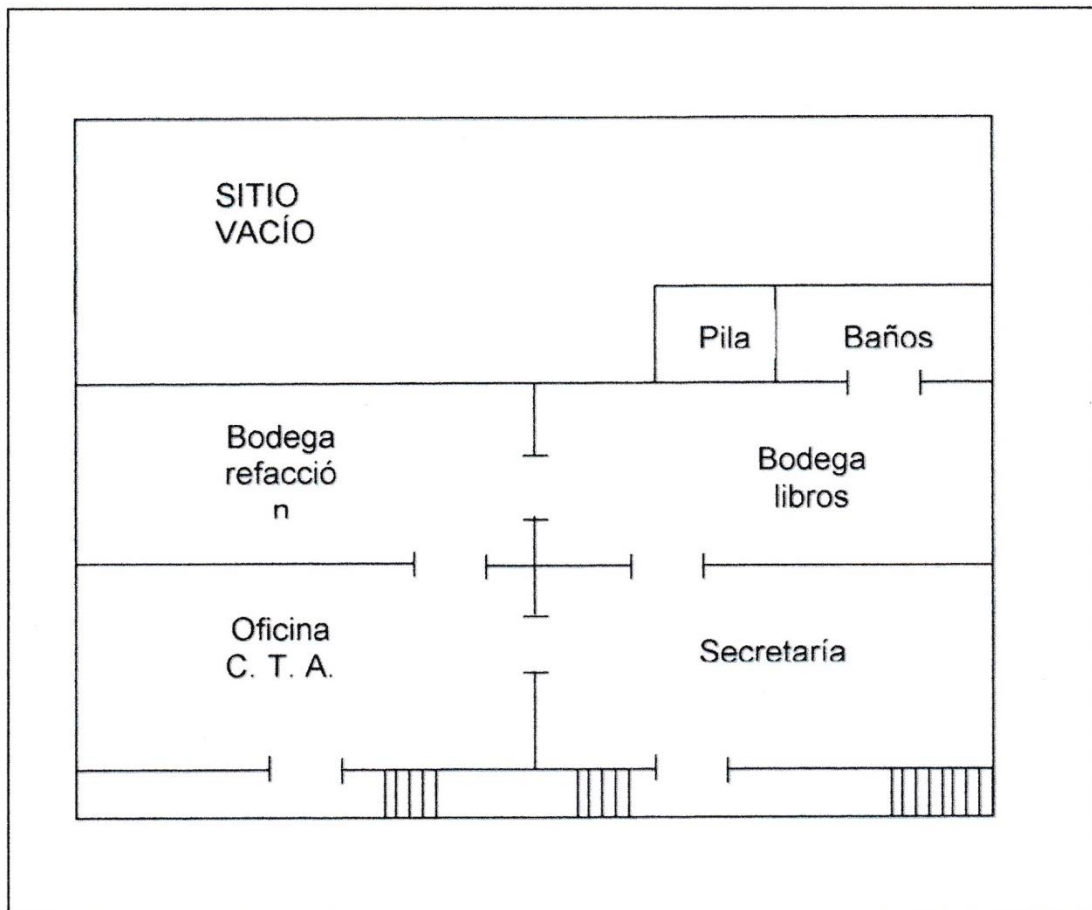 SITIO
VACÍO
Pila
Baños
Bodega
refacció
n
Bodega
libros
Oficina
C. T. A.
Secretaría